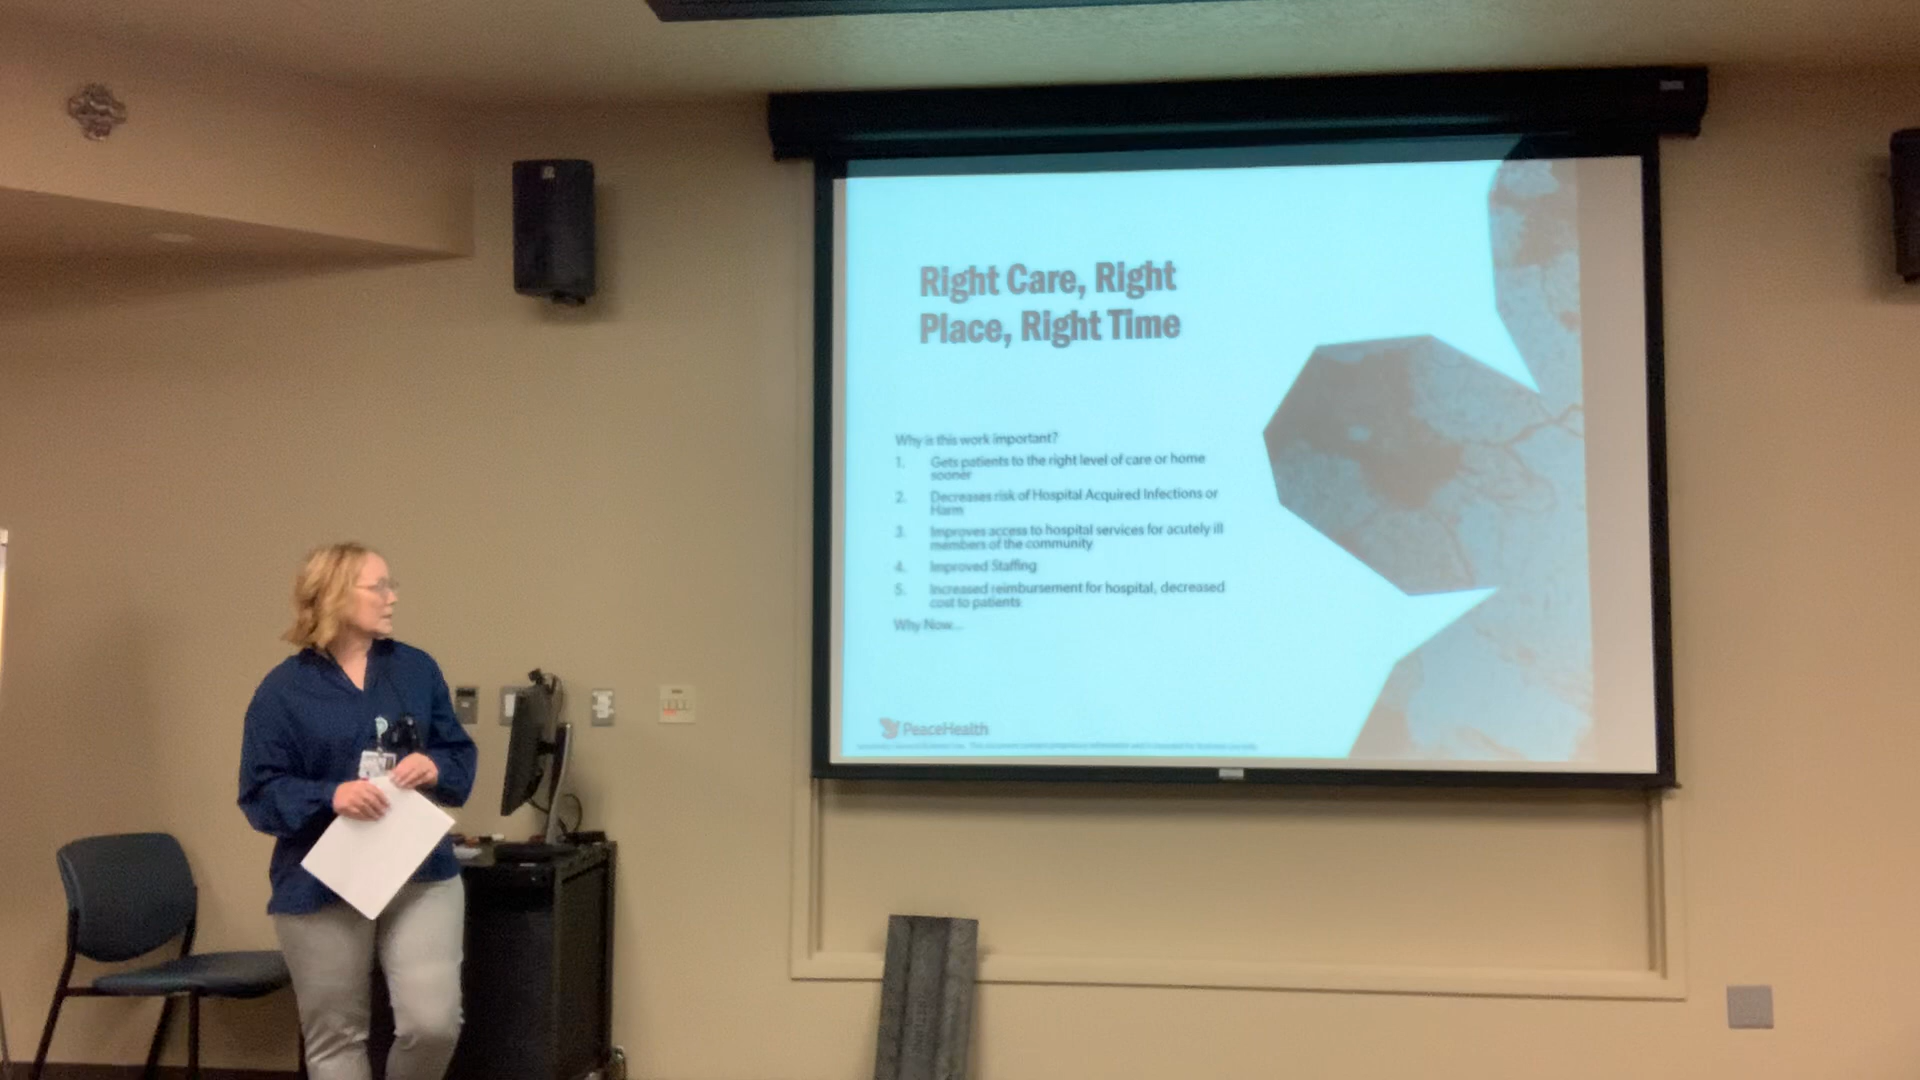 Right Care, Right
Place, Right Time
Why is this work important?
1. Gets patients to the right level of care or home
sooner
2. Decreases risk of Hospital Acquired Infections or
Harm
3. Improves access to hospital services for acutely ill
members of the community
4. Improved Staffing
5. Increased reimbursement for hospital, decreased
cost to patients
Why Now...
PeaceHealth